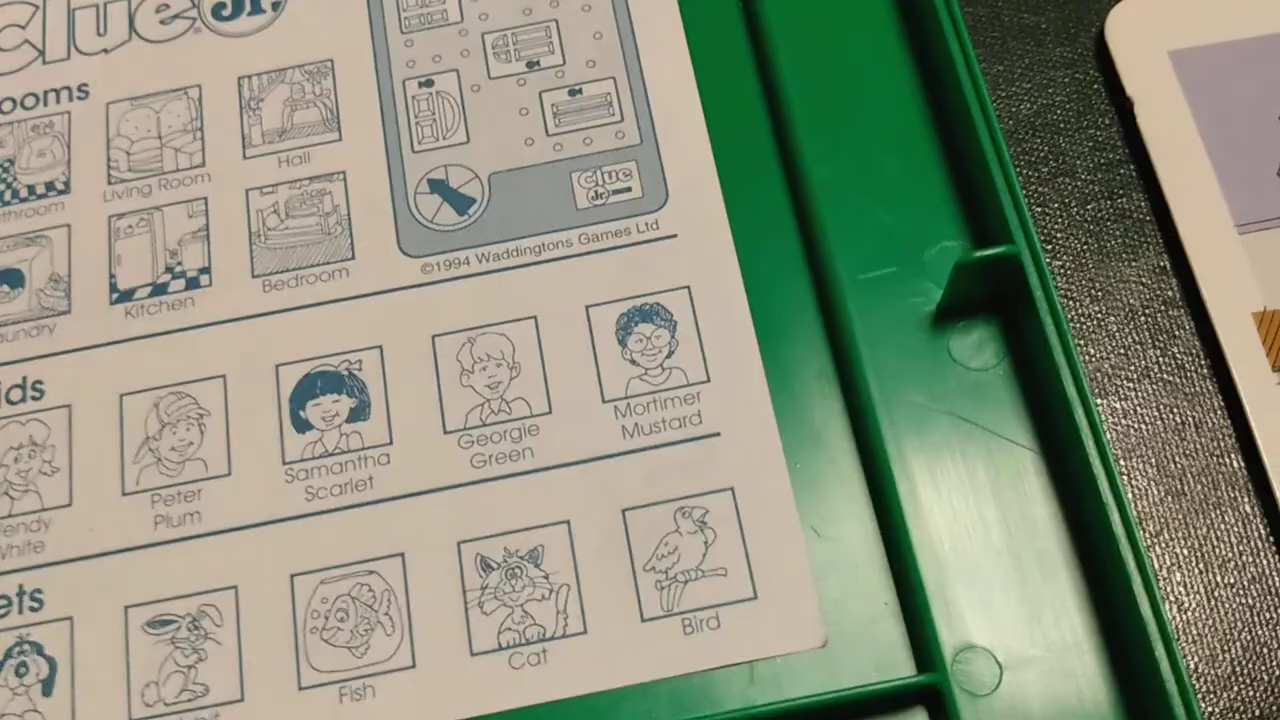 Clue Jr.
ooms
throom
Living Room
Hall
aundry
Kitchen
Bedroom
Clue
Jr.
©1994 Waddingtons Games Ltd
ids
endy
White
Peter
Plum
Samantha
Scarlet
Georgie
Green
Mortimer
Mustard
ets
Fish
Cat
Bird